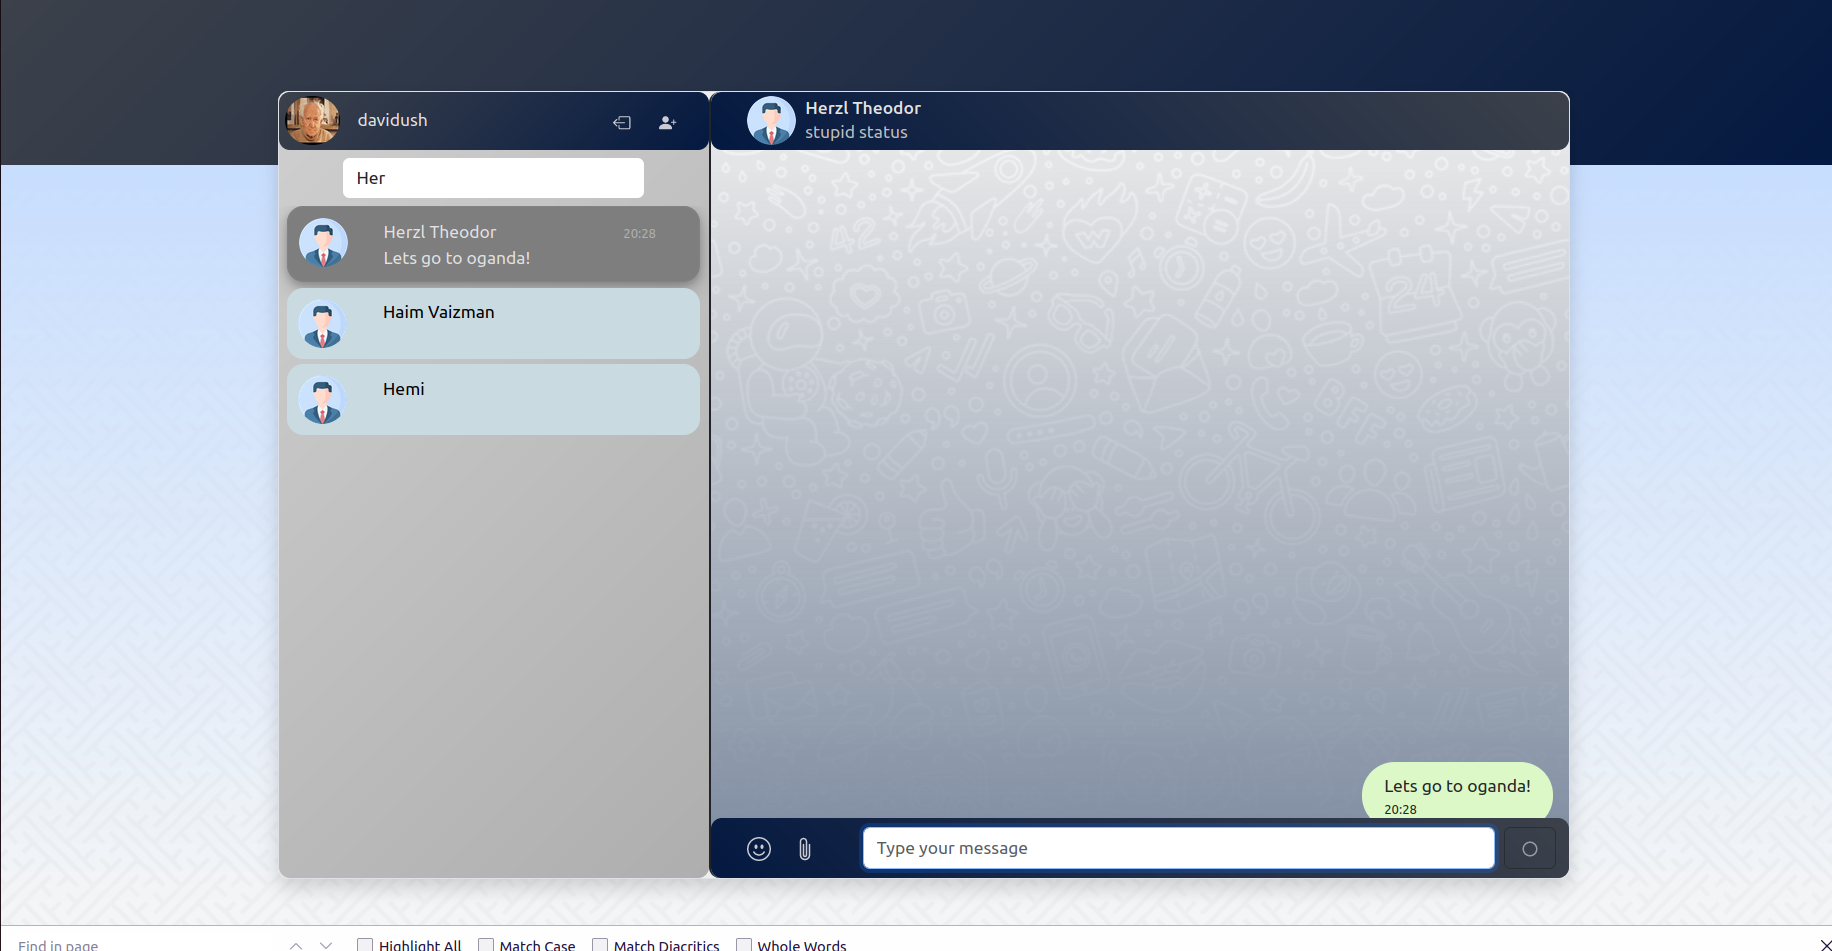 davidush
Her
Herzl Theodor
20:28
Lets go to oganda!
Haim Vaizman
Hemi
Herzl Theodor
stupid status
Lets go to oganda!
20:28
Type your message
Find in page
Highlight All
Match Case
Match Diacritics
Whole Words